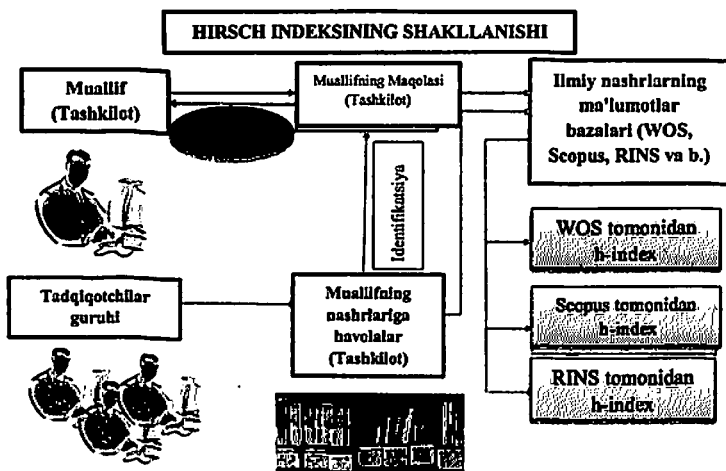 HIRSCH INDEKSINING SHAKLLANISHI
Muallif
(Tashkilot)
Muallifning Maqolasi
(Tashkilot)
Ilmiy nashrlarning
ma'lumotlar
bazalari (WOS,
Scopus, RINS va b.)
Identifikatsiya
WOS tomonidan
h-index
Tadqiqotchilar
guruhi
Muallifning
nashrlariga
havolalar
(Tashkilot)
Scopus tomonidan
h-index
RINS tomonidan
h-index